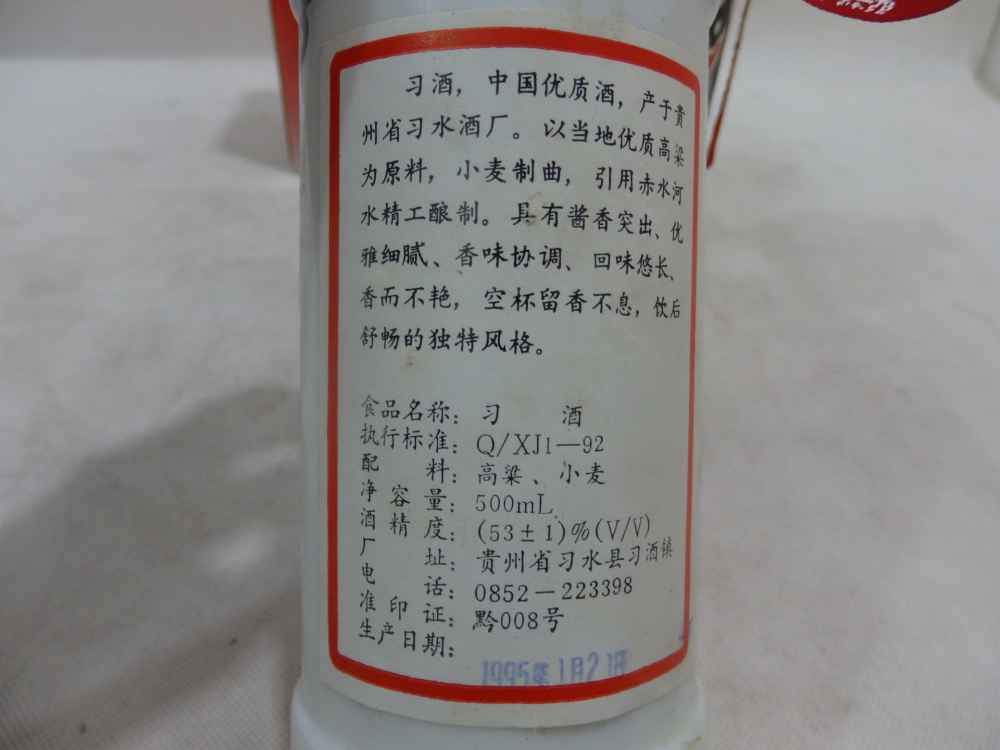 习酒，中国优质酒，产于贵
州省习水酒厂。以当地优质高粱
为原料，小麦制曲，引用赤水河
水精工酿制。具有酱香突出、优
雅细腻、香味协调、回味悠长、
香而不艳，空杯留香不息，饮后
舒畅的独特风格。
食品名称：习 酒
执行标准：Q/XJ1—92
配 料：高粱、小麦
净容量：500mL
酒精度：(53±1)%(V/V)
厂 址：贵州省习水县习酒镇
电 话：0852－223398
准印证：黔008号
生产日期：
1995年1月21日